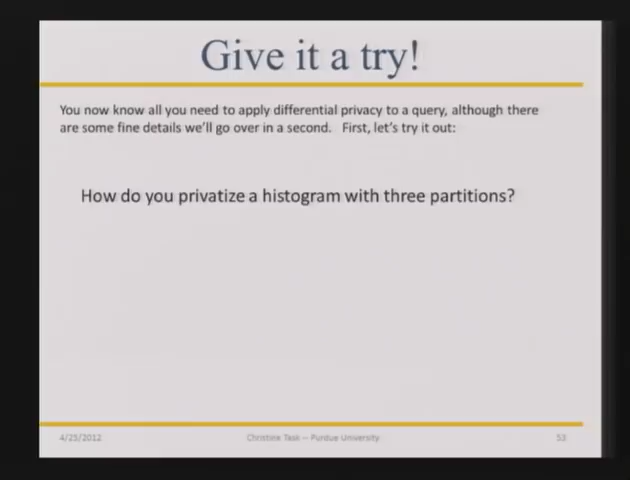 Give it a try!
You now know all you need to apply differential privacy to a query, although there
are some fine details we'll go over in a second. First, let's try it out:
How do you privatize a histogram with three partitions?
4/23/2012
Christine Task -- Purdue University
53